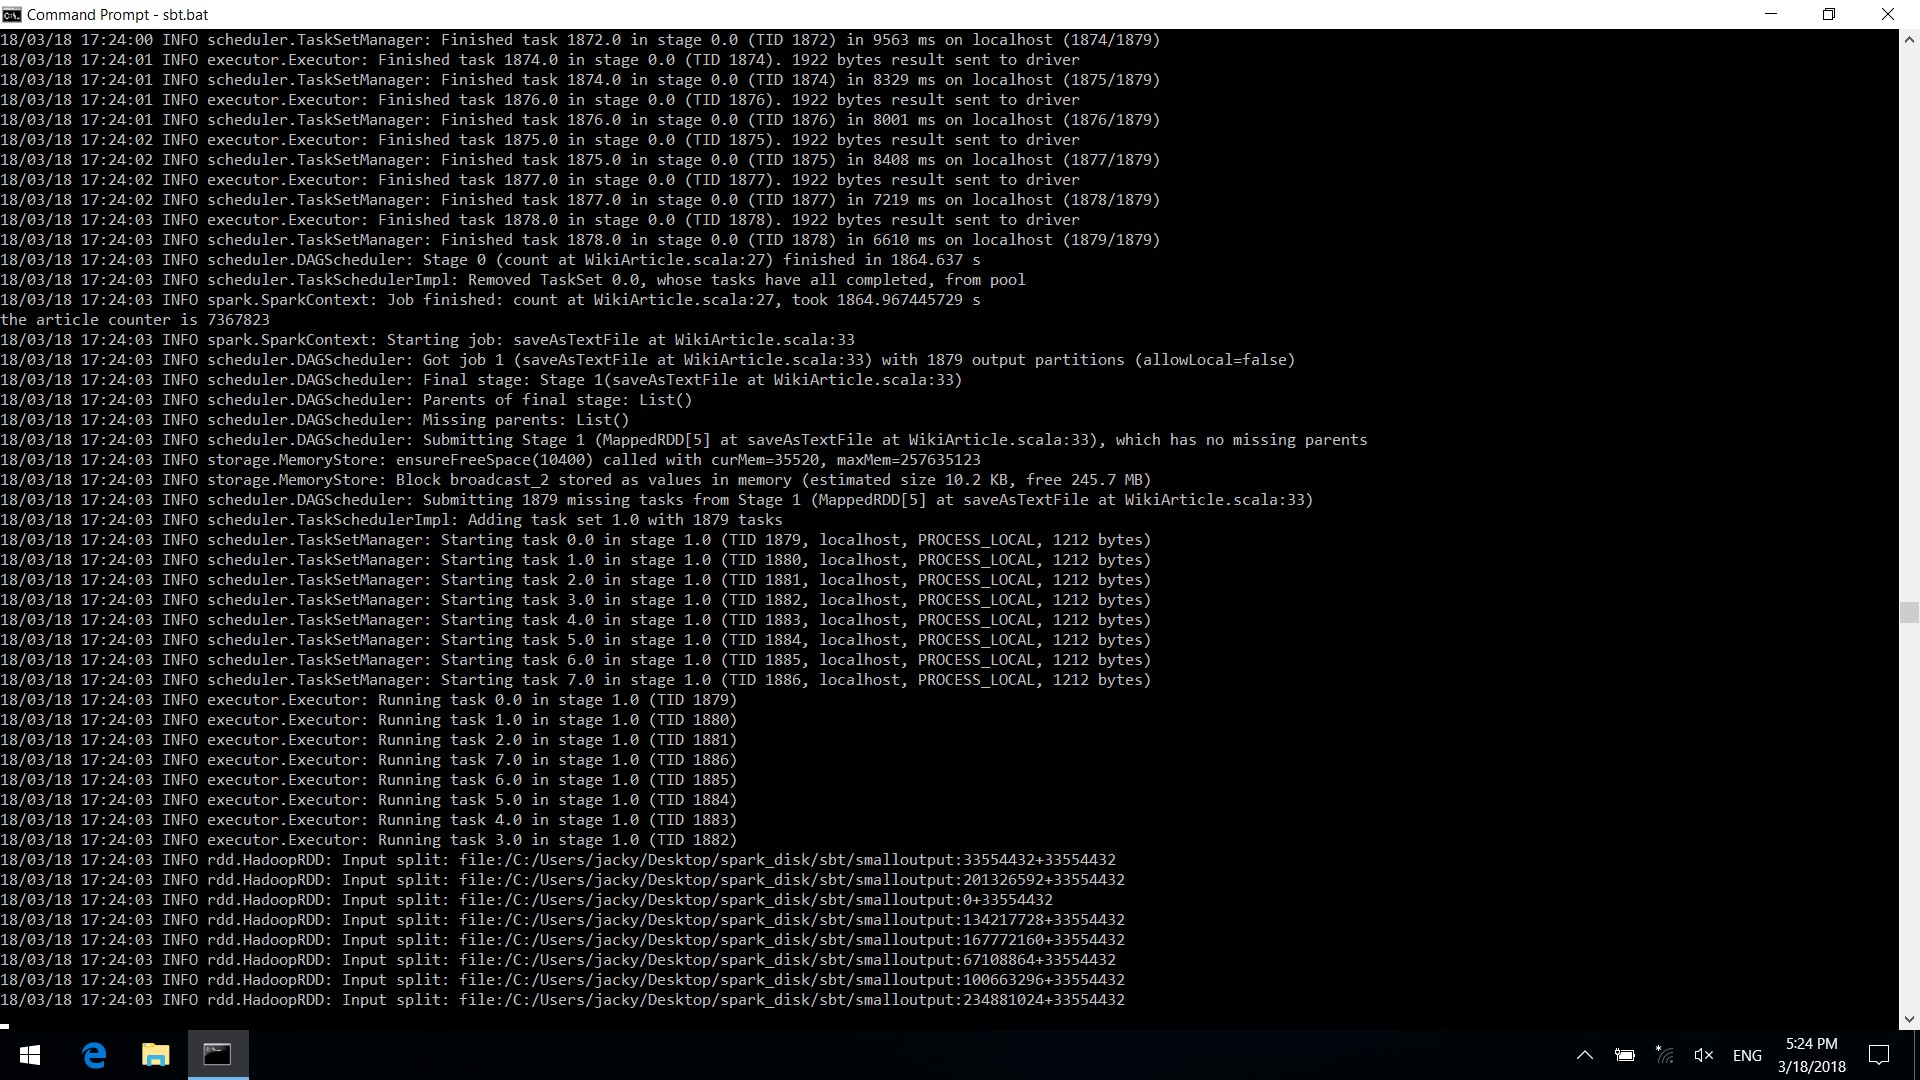 Command Prompt - sbt.bat
18/03/18 17:24:00 INFO scheduler.TaskSetManager: Finished task 1872.0 in stage 0.0 (TID 1872) in 9563 ms on localhost (1874/1879)
18/03/18 17:24:01 INFO executor.Executor: Finished task 1874.0 in stage 0.0 (TID 1874). 1922 bytes result sent to driver
18/03/18 17:24:01 INFO scheduler.TaskSetManager: Finished task 1874.0 in stage 0.0 (TID 1874) in 8329 ms on localhost (1875/1879)
18/03/18 17:24:01 INFO executor.Executor: Finished task 1876.0 in stage 0.0 (TID 1876). 1922 bytes result sent to driver
18/03/18 17:24:01 INFO scheduler.TaskSetManager: Finished task 1876.0 in stage 0.0 (TID 1876) in 8001 ms on localhost (1876/1879)
18/03/18 17:24:02 INFO executor.Executor: Finished task 1875.0 in stage 0.0 (TID 1875). 1922 bytes result sent to driver
18/03/18 17:24:02 INFO scheduler.TaskSetManager: Finished task 1875.0 in stage 0.0 (TID 1875) in 8408 ms on localhost (1877/1879)
18/03/18 17:24:02 INFO executor.Executor: Finished task 1877.0 in stage 0.0 (TID 1877). 1922 bytes result sent to driver
18/03/18 17:24:02 INFO scheduler.TaskSetManager: Finished task 1877.0 in stage 0.0 (TID 1877) in 7219 ms on localhost (1878/1879)
18/03/18 17:24:03 INFO executor.Executor: Finished task 1878.0 in stage 0.0 (TID 1878). 1922 bytes result sent to driver
18/03/18 17:24:03 INFO scheduler.TaskSetManager: Finished task 1878.0 in stage 0.0 (TID 1878) in 6610 ms on localhost (1879/1879)
18/03/18 17:24:03 INFO scheduler.DAGScheduler: Stage 0 (count at WikiArticle.scala:27) finished in 1864.637 s
18/03/18 17:24:03 INFO scheduler.TaskSchedulerImpl: Removed TaskSet 0.0, whose tasks have all completed, from pool
18/03/18 17:24:03 INFO spark.SparkContext: Job finished: count at WikiArticle.scala:27, took 1864.967445729 s
the article counter is 7367823
18/03/18 17:24:03 INFO spark.SparkContext: Starting job: saveAsTextFile at WikiArticle.scala:33
18/03/18 17:24:03 INFO scheduler.DAGScheduler: Got job 1 (saveAsTextFile at WikiArticle.scala:33) with 1879 output partitions (allowLocal=false)
18/03/18 17:24:03 INFO scheduler.DAGScheduler: Final stage: Stage 1(saveAsTextFile at WikiArticle.scala:33)
18/03/18 17:24:03 INFO scheduler.DAGScheduler: Parents of final stage: List()
18/03/18 17:24:03 INFO scheduler.DAGScheduler: Missing parents: List()
18/03/18 17:24:03 INFO scheduler.DAGScheduler: Submitting Stage 1 (MappedRDD[5] at saveAsTextFile at WikiArticle.scala:33), which has no missing parents
18/03/18 17:24:03 INFO storage.MemoryStore: ensureFreeSpace(10400) called with curMem=35520, maxMem=257635123
18/03/18 17:24:03 INFO storage.MemoryStore: Block broadcast_2 stored as values in memory (estimated size 10.2 KB, free 245.7 MB)
18/03/18 17:24:03 INFO scheduler.DAGScheduler: Submitting 1879 missing tasks from Stage 1 (MappedRDD[5] at saveAsTextFile at WikiArticle.scala:33)
18/03/18 17:24:03 INFO scheduler.TaskSchedulerImpl: Adding task set 1.0 with 1879 tasks
18/03/18 17:24:03 INFO scheduler.TaskSetManager: Starting task 0.0 in stage 1.0 (TID 1879, localhost, PROCESS_LOCAL, 1212 bytes)
18/03/18 17:24:03 INFO scheduler.TaskSetManager: Starting task 1.0 in stage 1.0 (TID 1880, localhost, PROCESS_LOCAL, 1212 bytes)
18/03/18 17:24:03 INFO scheduler.TaskSetManager: Starting task 2.0 in stage 1.0 (TID 1881, localhost, PROCESS_LOCAL, 1212 bytes)
18/03/18 17:24:03 INFO scheduler.TaskSetManager: Starting task 3.0 in stage 1.0 (TID 1882, localhost, PROCESS_LOCAL, 1212 bytes)
18/03/18 17:24:03 INFO scheduler.TaskSetManager: Starting task 4.0 in stage 1.0 (TID 1883, localhost, PROCESS_LOCAL, 1212 bytes)
18/03/18 17:24:03 INFO scheduler.TaskSetManager: Starting task 5.0 in stage 1.0 (TID 1884, localhost, PROCESS_LOCAL, 1212 bytes)
18/03/18 17:24:03 INFO scheduler.TaskSetManager: Starting task 6.0 in stage 1.0 (TID 1885, localhost, PROCESS_LOCAL, 1212 bytes)
18/03/18 17:24:03 INFO scheduler.TaskSetManager: Starting task 7.0 in stage 1.0 (TID 1886, localhost, PROCESS_LOCAL, 1212 bytes)
18/03/18 17:24:03 INFO executor.Executor: Running task 0.0 in stage 1.0 (TID 1879)
18/03/18 17:24:03 INFO executor.Executor: Running task 1.0 in stage 1.0 (TID 1880)
18/03/18 17:24:03 INFO executor.Executor: Running task 2.0 in stage 1.0 (TID 1881)
18/03/18 17:24:03 INFO executor.Executor: Running task 7.0 in stage 1.0 (TID 1886)
18/03/18 17:24:03 INFO executor.Executor: Running task 6.0 in stage 1.0 (TID 1885)
18/03/18 17:24:03 INFO executor.Executor: Running task 5.0 in stage 1.0 (TID 1884)
18/03/18 17:24:03 INFO executor.Executor: Running task 4.0 in stage 1.0 (TID 1883)
18/03/18 17:24:03 INFO executor.Executor: Running task 3.0 in stage 1.0 (TID 1882)
18/03/18 17:24:03 INFO rdd.HadoopRDD: Input split: file:/C:/Users/jacky/Desktop/spark_disk/sbt/smalloutput:33554432+33554432
18/03/18 17:24:03 INFO rdd.HadoopRDD: Input split: file:/C:/Users/jacky/Desktop/spark_disk/sbt/smalloutput:201326592+33554432
18/03/18 17:24:03 INFO rdd.HadoopRDD: Input split: file:/C:/Users/jacky/Desktop/spark_disk/sbt/smalloutput:0+33554432
18/03/18 17:24:03 INFO rdd.HadoopRDD: Input split: file:/C:/Users/jacky/Desktop/spark_disk/sbt/smalloutput:134217728+33554432
18/03/18 17:24:03 INFO rdd.HadoopRDD: Input split: file:/C:/Users/jacky/Desktop/spark_disk/sbt/smalloutput:167772160+33554432
18/03/18 17:24:03 INFO rdd.HadoopRDD: Input split: file:/C:/Users/jacky/Desktop/spark_disk/sbt/smalloutput:67108864+33554432
18/03/18 17:24:03 INFO rdd.HadoopRDD: Input split: file:/C:/Users/jacky/Desktop/spark_disk/sbt/smalloutput:100663296+33554432
18/03/18 17:24:03 INFO rdd.HadoopRDD: Input split: file:/C:/Users/jacky/Desktop/spark_disk/sbt/smalloutput:234881024+33554432
ENG
5:24 PM
3/18/2018